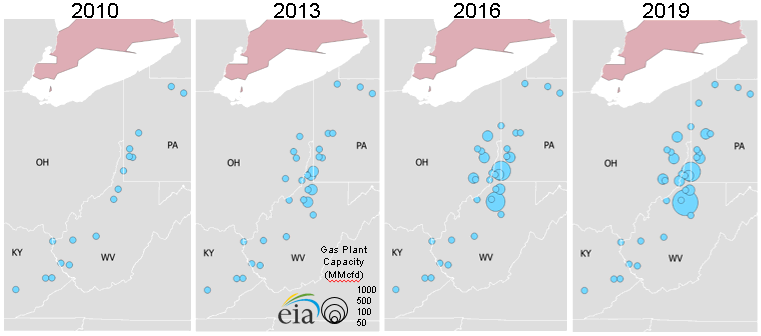 2010 2013 2016 2019
PA PA PA PA
OH OH OH OH
KY WV KY WV KY WV KY WV
Gas Plant
Capacity
(MMcfd)
1000
500
100
50
eia